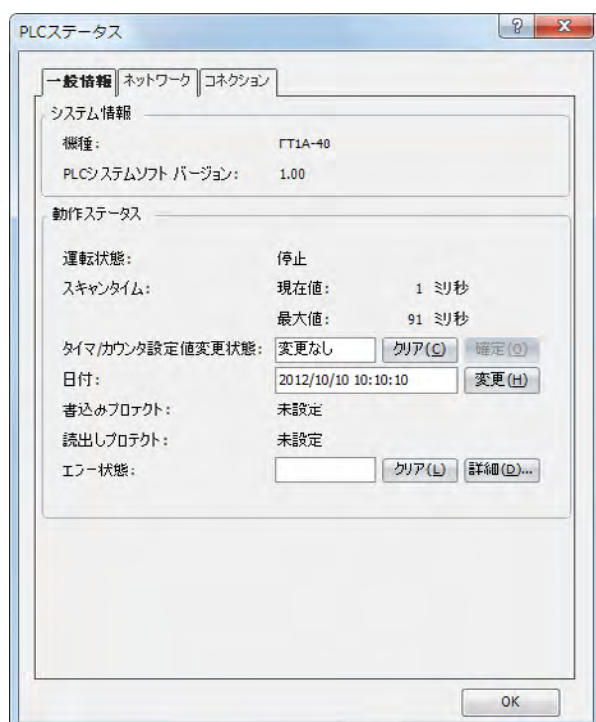 PLCステータス
一般情報 ネットワーク コネクション
システム情報
機種: FT1A-40
PLCシステムソフト バージョン: 1.00
動作ステータス
運転状態: 停止
スキャンタイム: 現在値: 1 ミリ秒
最大値: 91 ミリ秒
タイマ/カウンタ設定値変更状態: 変更なし クリア(C) 確定(O)
日付: 2012/10/10 10:10:10 変更(H)
書込みプロテクト: 未設定
読出しプロテクト: 未設定
エラー状態: クリア(L) 詳細(D)...
OK